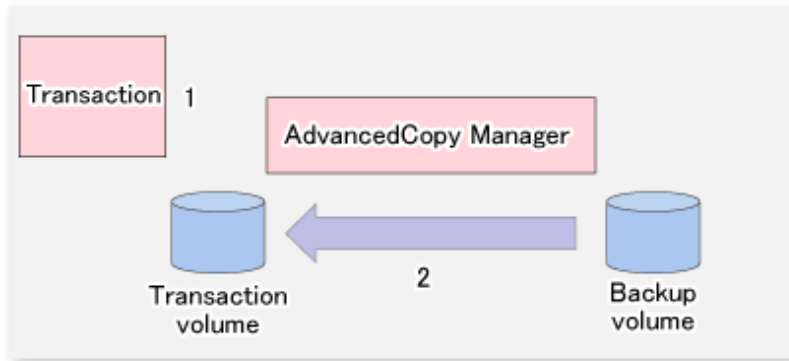 Transaction 1
AdvancedCopy Manager
2
Transaction
volume
Backup
volume